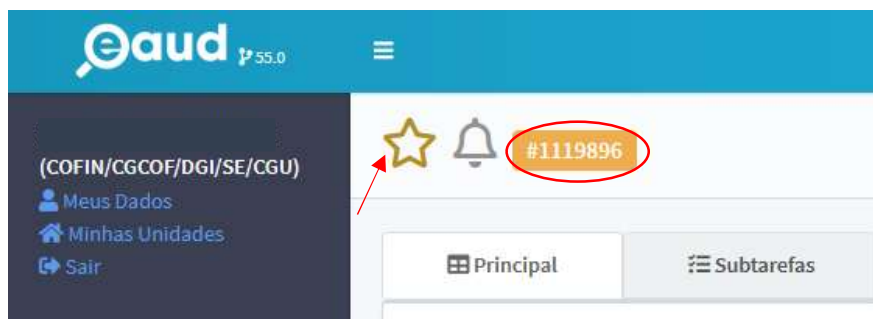 eaud 55.0
#1119896
(COFIN/CGCOF/DGI/SE/CGU)
Meus Dados
Minhas Unidades
Sair
Principal
Subtarefas